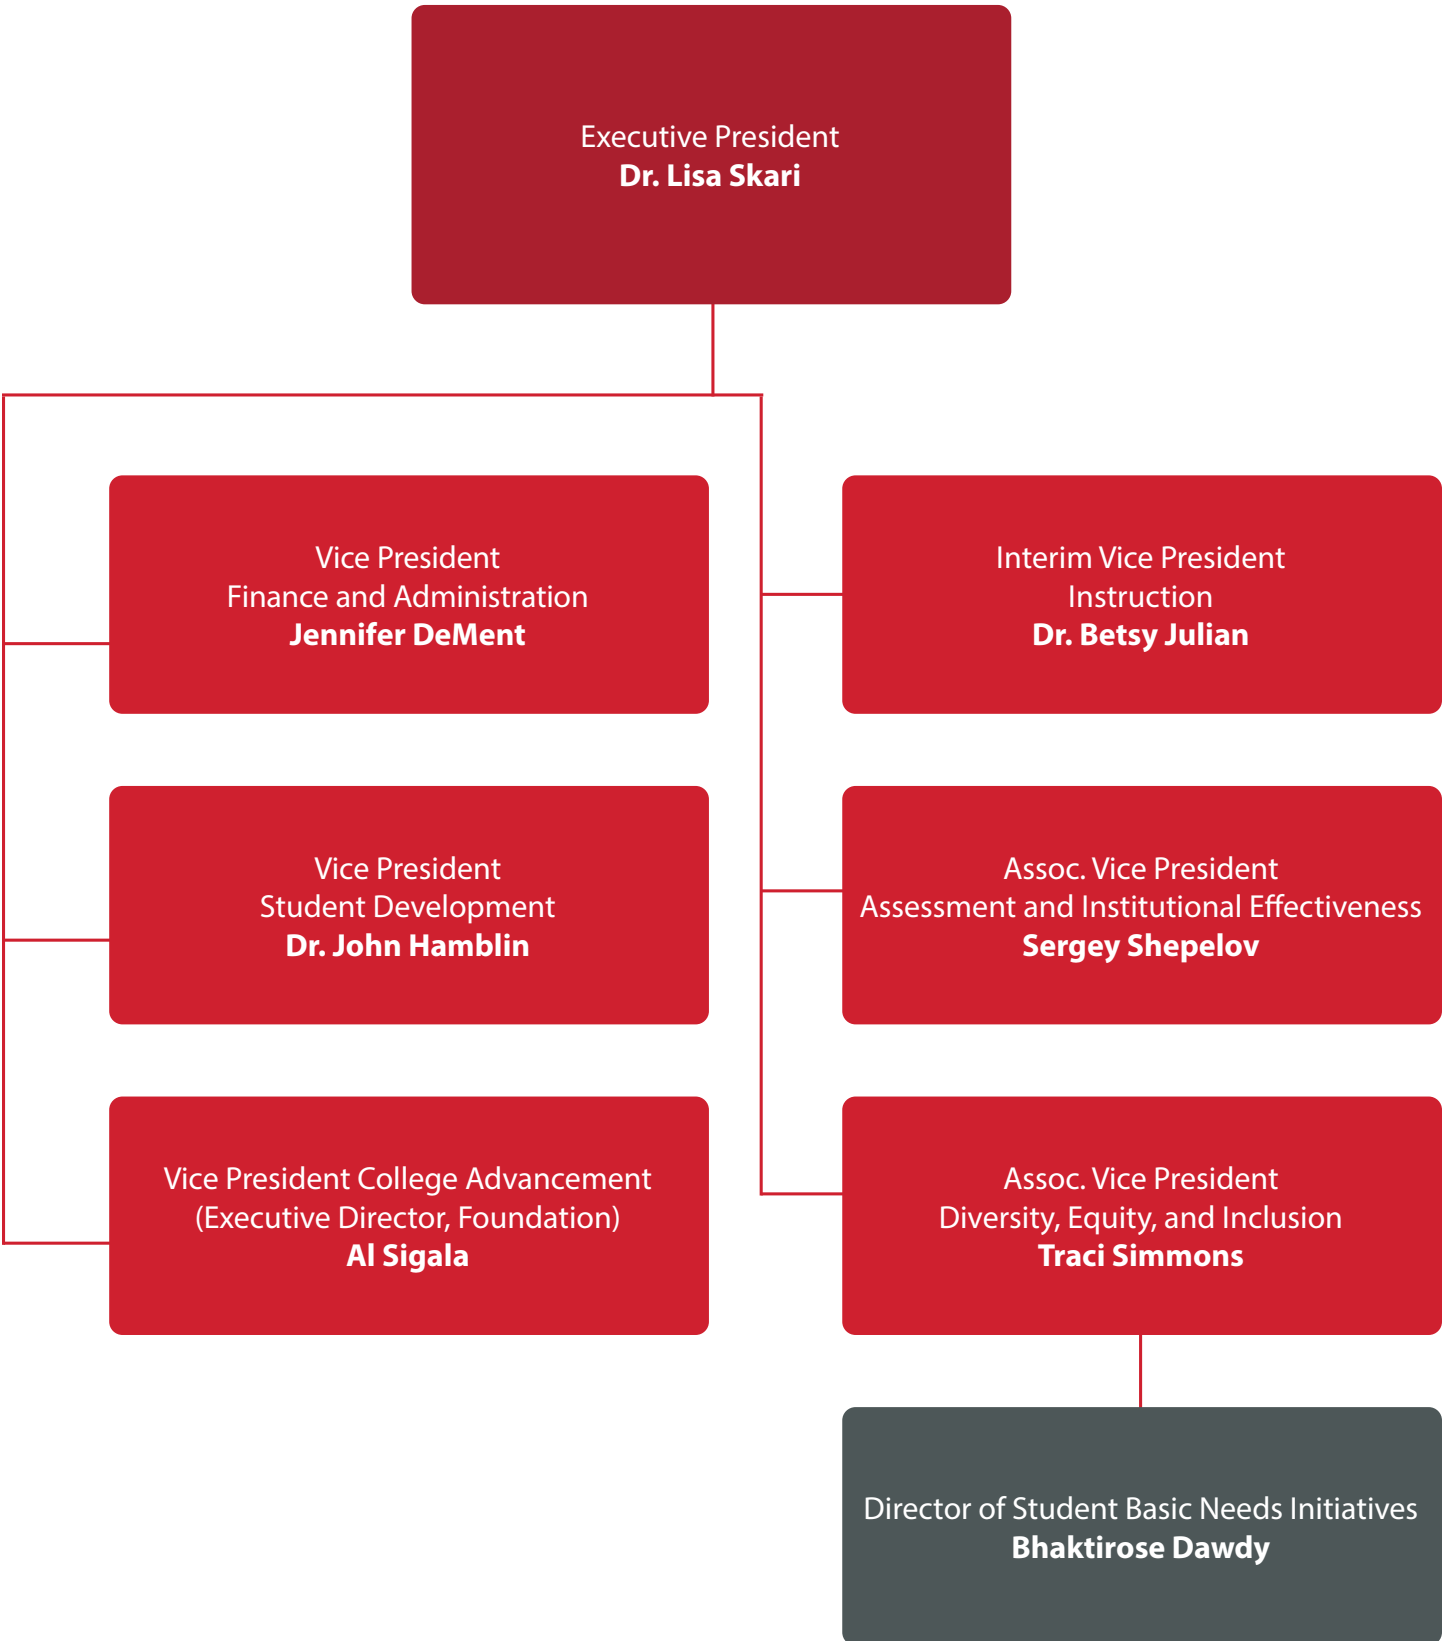 Executive President
Dr. Lisa Skari
Vice President
Finance and Administration
Jennifer DeMent
Interim Vice President
Instruction
Dr. Betsy Julian
Vice President
Student Development
Dr. John Hamblin
Assoc. Vice President
Assessment and Institutional Effectiveness
Sergey Shepelov
Vice President College Advancement
(Executive Director, Foundation)
Al Sigala
Assoc. Vice President
Diversity, Equity, and Inclusion
Traci Simmons
Director of Student Basic Needs Initiatives
Bhaktirose Dawdy